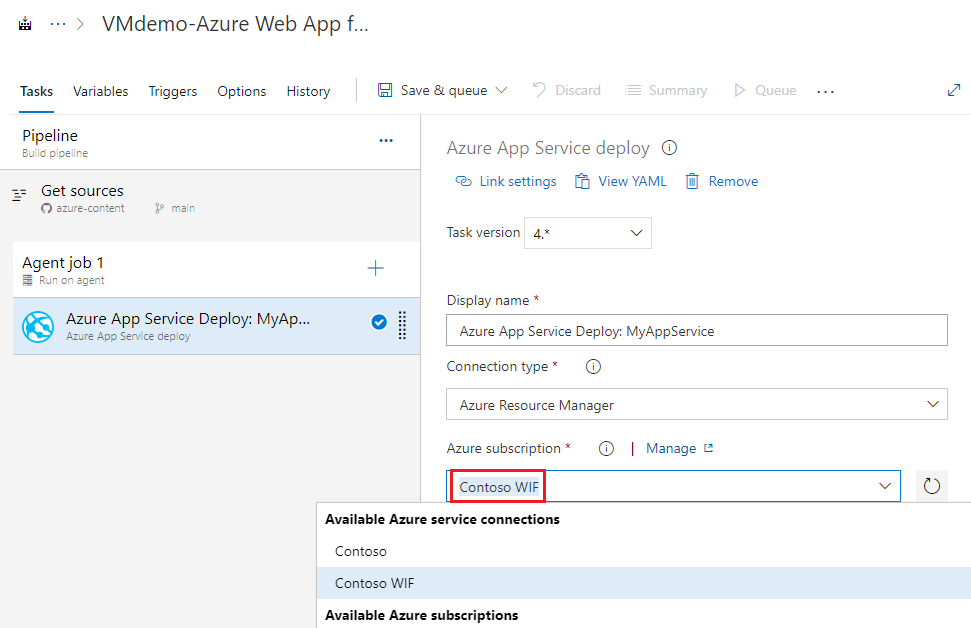 VMdemo-Azure Web App f...
Tasks Variables Triggers Options History Save & queue Discard Summary Queue ...
Pipeline ...
Build pipeline
Get sources
azure-content main
Agent job 1
Run on agent
Azure App Service Deploy: MyAp...
Azure App Service deploy
Azure App Service deploy
Link settings View YAML Remove
Task version 4.*
Display name *
Azure App Service Deploy: MyAppService
Connection type *
Azure Resource Manager
Azure subscription * | Manage
Contoso WIF
Available Azure service connections
Contoso
Contoso WIF
Available Azure subscriptions